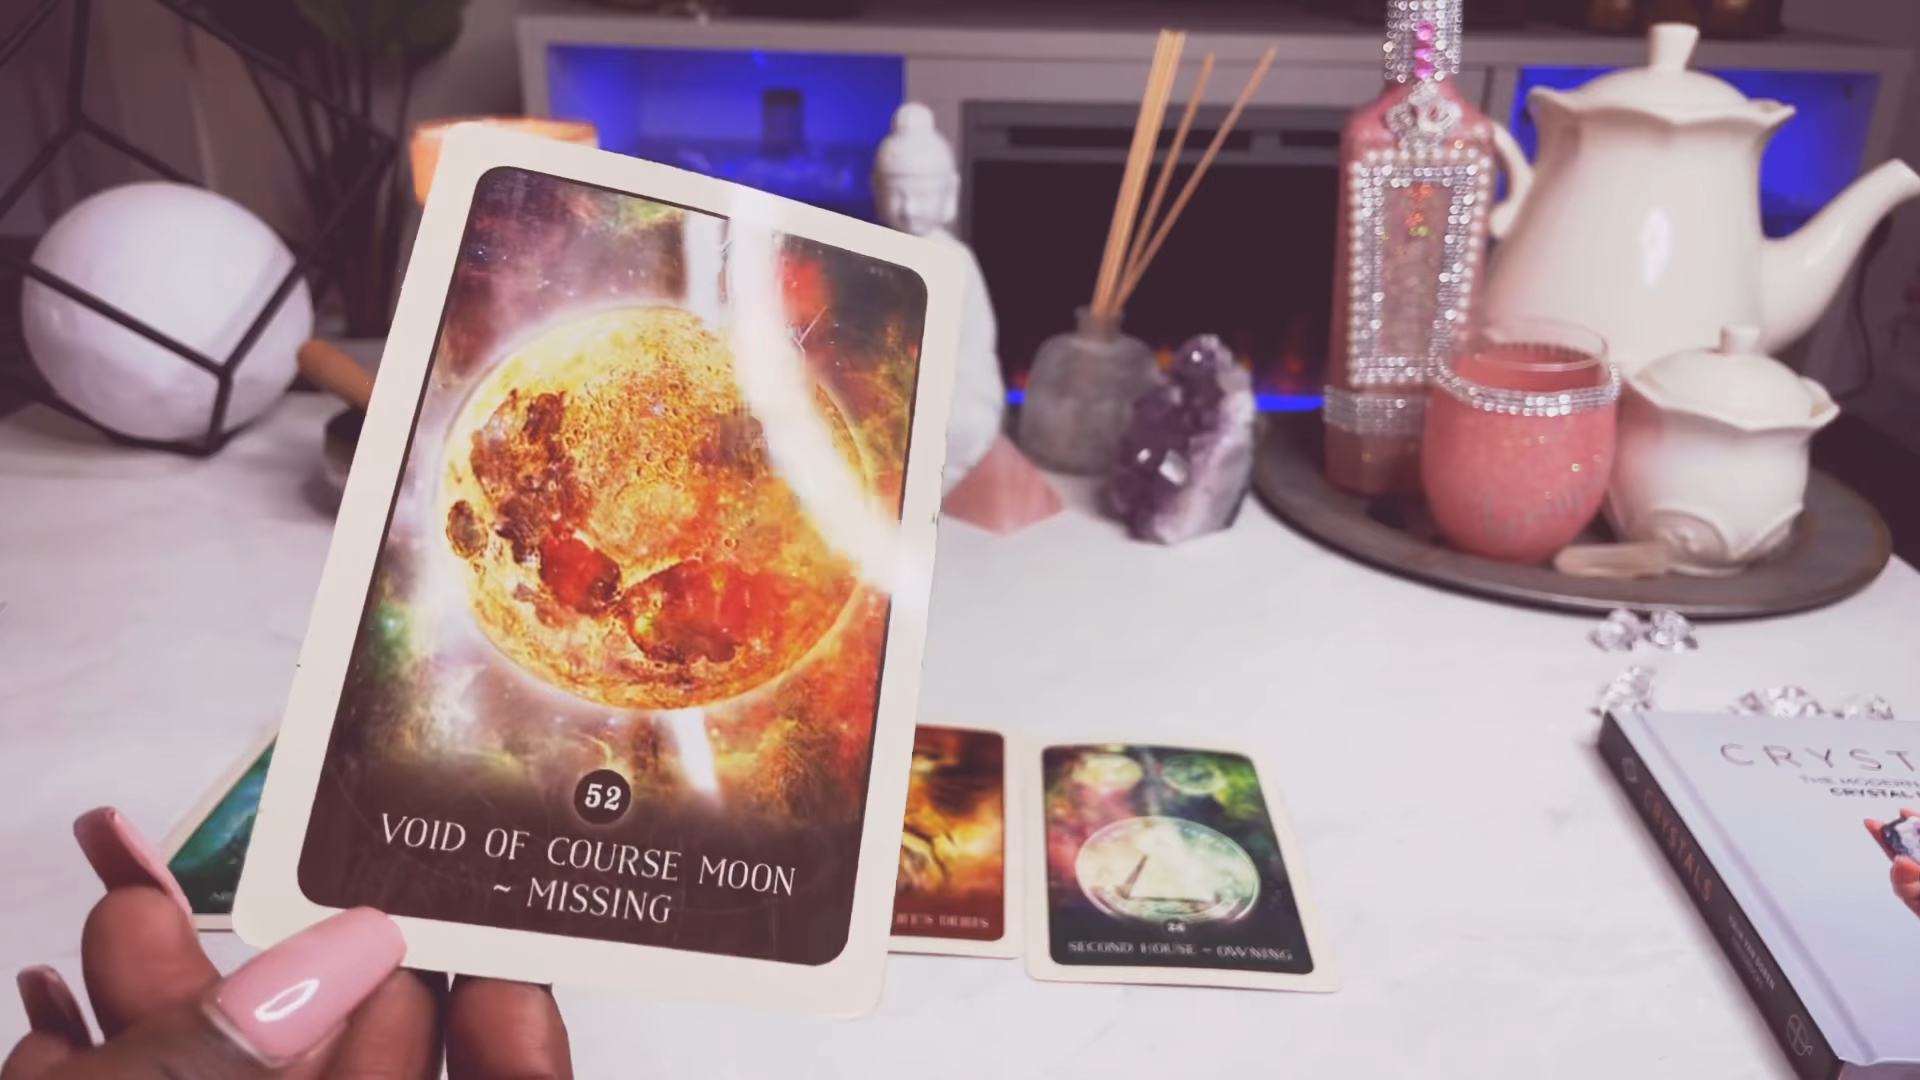 52
VOID OF COURSE MOON
~ MISSING
SECOND HOUSE ~ OWNING
CRYST
THE MODERN
CRYSTAL
CRYSTALS